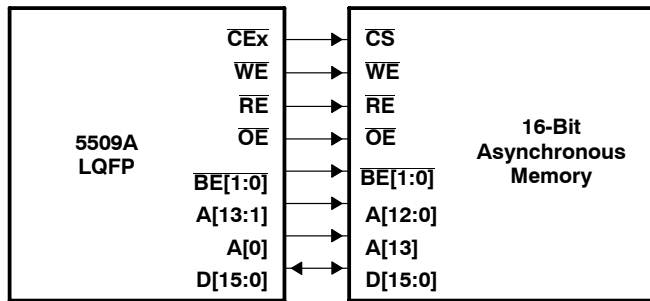 CEx CS
WE WE
RE RE
OE OE
5509A
LQFP
16-Bit
Asynchronous
Memory
BE[1:0] BE[1:0]
A[13:1] A[12:0]
A[0] A[13]
D[15:0] D[15:0]